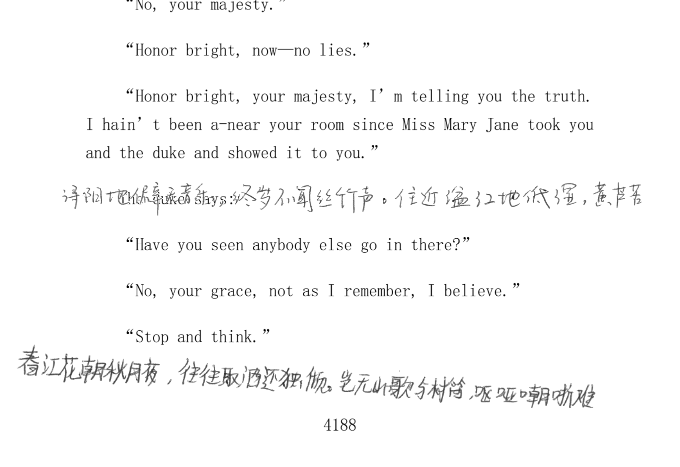 “No, your majesty.”
“Honor bright, now—no lies.”
“Honor bright, your majesty, I’m telling you the truth.
I hain’t been a-near your room since Miss Mary Jane took you
and the duke and showed it to you.”
The duke says:
浔阳地僻无音乐，终岁不闻丝竹声。住近湓江地低湿，黄芦苦
“Have you seen anybody else go in there?”
“No, your grace, not as I remember, I believe.”
“Stop and think.”
春江花朝秋月夜，往往取酒还独倾。岂无山歌与村笛，呕哑嘲哳难
4188